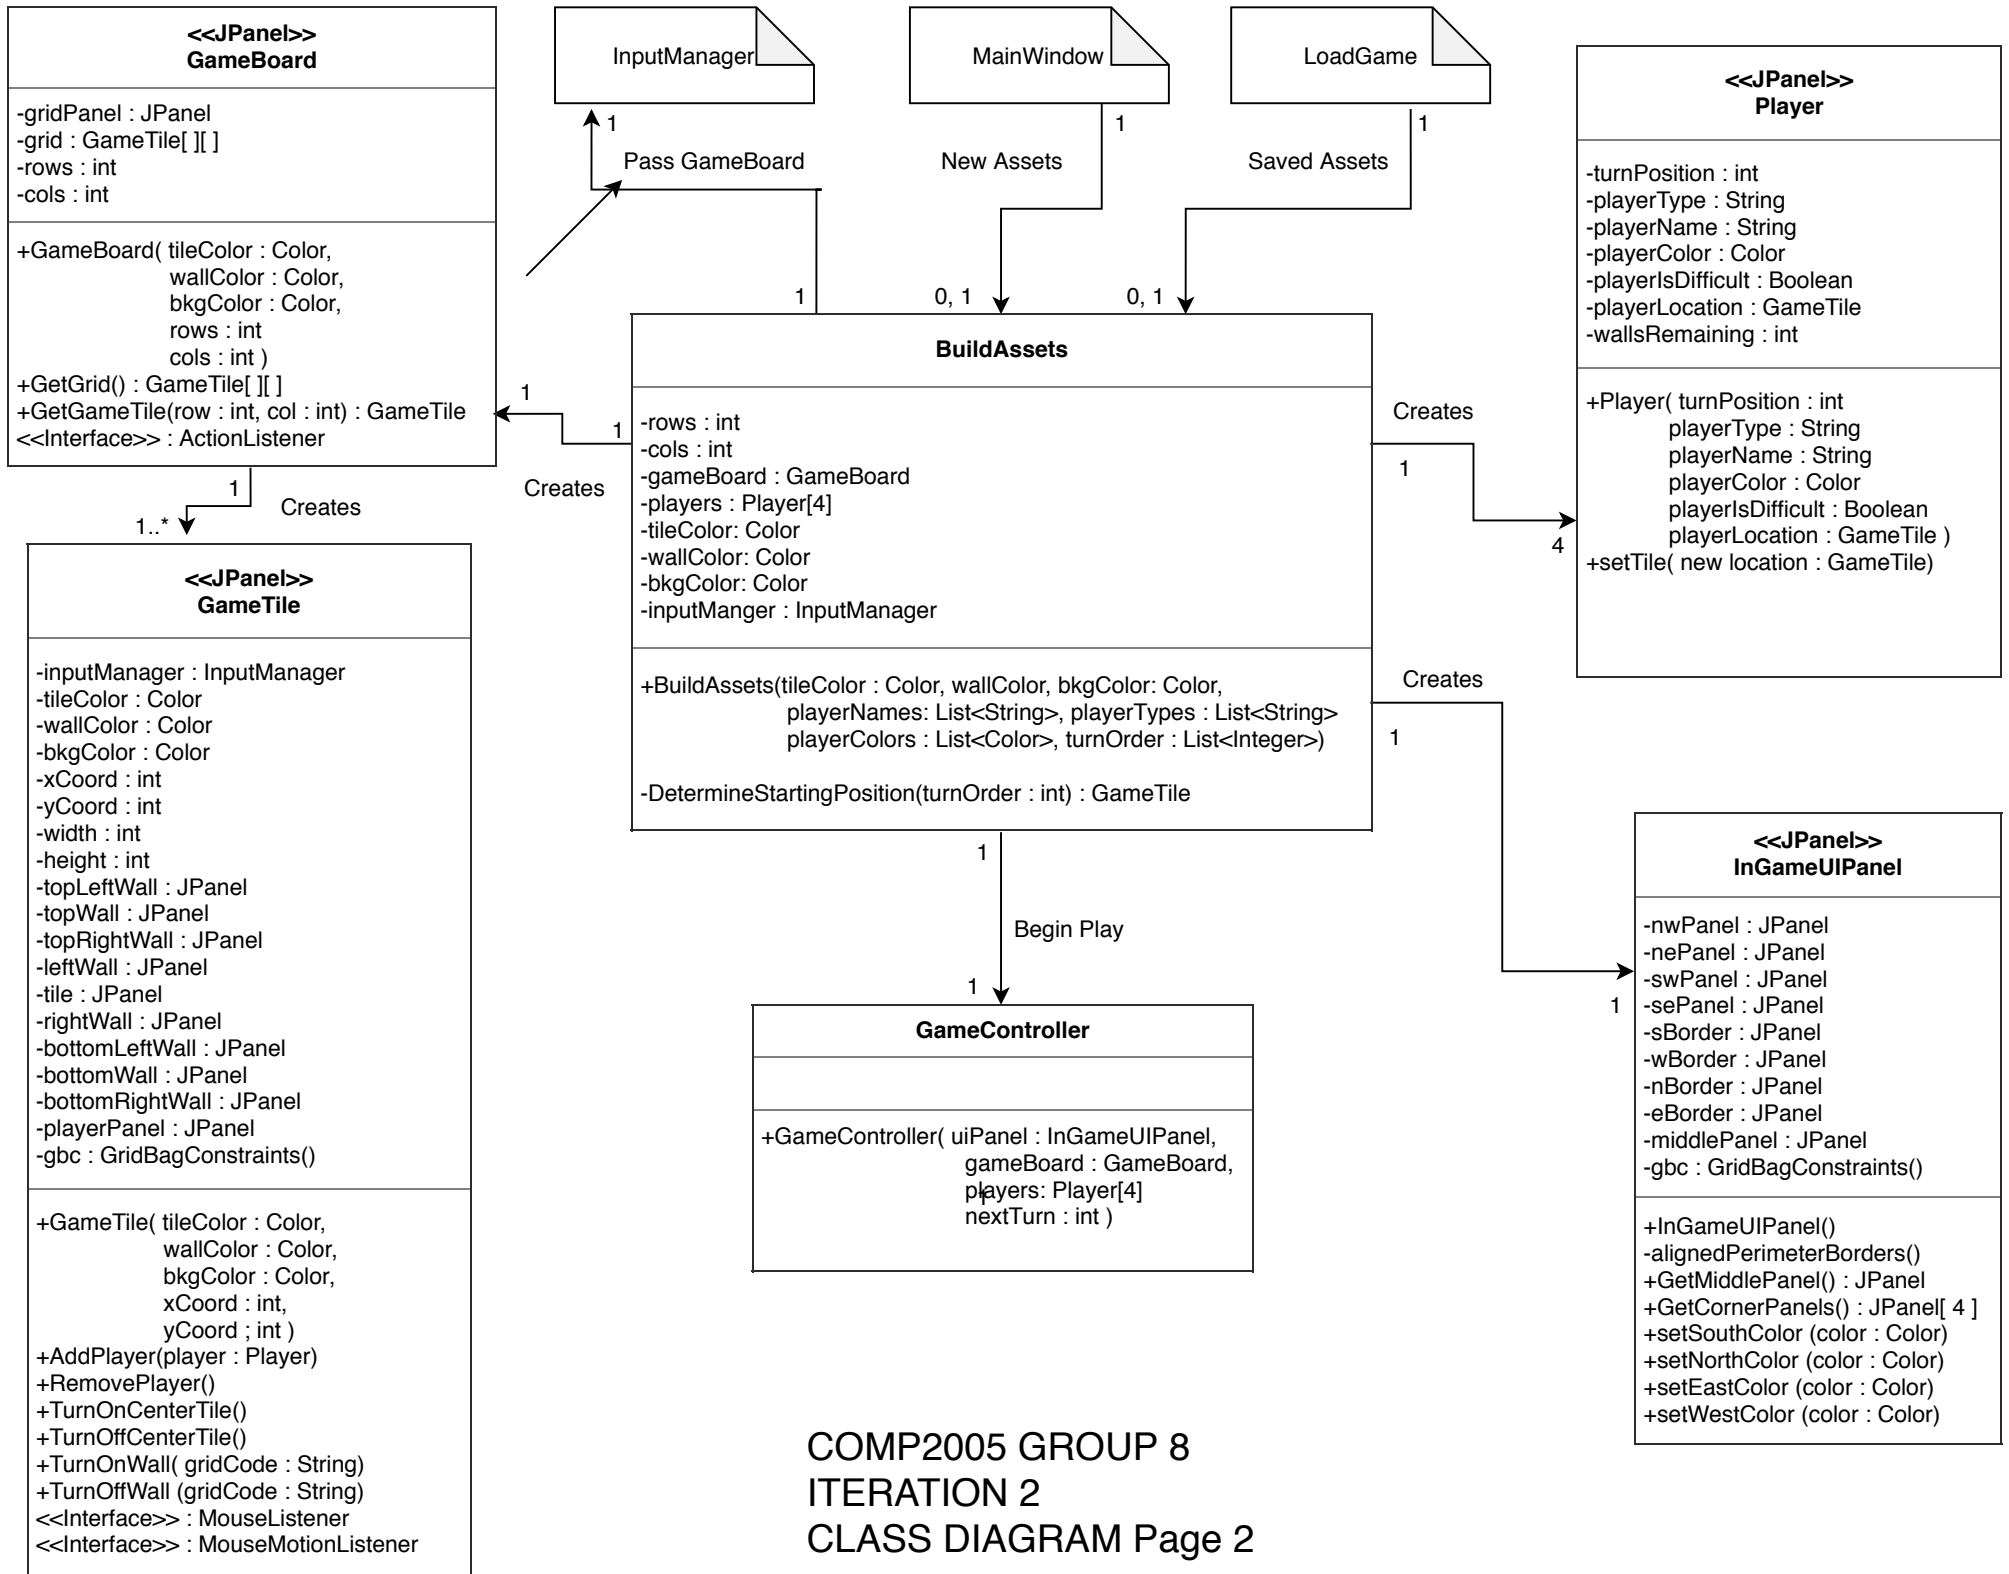 <<JPanel>>
GameBoard
-gridPanel : JPanel
-grid : GameTile[ ][ ]
-rows : int
-cols : int
+GameBoard( tileColor : Color,
wallColor : Color,
bkgColor : Color,
rows : int
cols : int )
+GetGrid() : GameTile[ ][ ]
+GetGameTile(row : int, col : int) : GameTile
<<Interface>> : ActionListener
1
Creates
1..*
<<JPanel>>
GameTile
-inputManager : InputManager
-tileColor : Color
-wallColor : Color
-bkgColor : Color
-xCoord : int
-yCoord : int
-width : int
-height : int
-topLeftWall : JPanel
-topWall : JPanel
-topRightWall : JPanel
-leftWall : JPanel
-tile : JPanel
-rightWall : JPanel
-bottomLeftWall : JPanel
-bottomWall : JPanel
-bottomRightWall : JPanel
-playerPanel : JPanel
-gbc : GridBagConstraints()
+GameTile( tileColor : Color,
wallColor : Color,
bkgColor : Color,
xCoord : int,
yCoord ; int )
+AddPlayer(player : Player)
+RemovePlayer()
+TurnOnCenterTile()
+TurnOffCenterTile()
+TurnOnWall( gridCode : String)
+TurnOffWall (gridCode : String)
<<Interface>> : MouseListener
<<Interface>> : MouseMotionListener
InputManager
1
Pass GameBoard
1
MainWindow
1
New Assets
0, 1
LoadGame
1
Saved Assets
0, 1
1
1
Creates
BuildAssets
-rows : int
-cols : int
-gameBoard : GameBoard
-players : Player[4]
-tileColor: Color
-wallColor: Color
-bkgColor: Color
-inputManger : InputManager
+BuildAssets(tileColor : Color, wallColor, bkgColor: Color,
playerNames: List<String>, playerTypes : List<String>
playerColors : List<Color>, turnOrder : List<Integer>)
-DetermineStartingPosition(turnOrder : int) : GameTile
1
Begin Play
1
GameController
+GameController( uiPanel : InGameUIPanel,
gameBoard : GameBoard,
players: Player[4]
nextTurn : int )
Creates
1
4
<<JPanel>>
Player
-turnPosition : int
-playerType : String
-playerName : String
-playerColor : Color
-playerIsDifficult : Boolean
-playerLocation : GameTile
-wallsRemaining : int
+Player( turnPosition : int
playerType : String
playerName : String
playerColor : Color
playerIsDifficult : Boolean
playerLocation : GameTile )
+setTile( new location : GameTile)
Creates
1
1
<<JPanel>>
InGameUIPanel
-nwPanel : JPanel
-nePanel : JPanel
-swPanel : JPanel
-sePanel : JPanel
-sBorder : JPanel
-wBorder : JPanel
-nBorder : JPanel
-eBorder : JPanel
-middlePanel : JPanel
-gbc : GridBagConstraints()
+InGameUIPanel()
-alignedPerimeterBorders()
+GetMiddlePanel() : JPanel
+GetCornerPanels() : JPanel[ 4 ]
+setSouthColor (color : Color)
+setNorthColor (color : Color)
+setEastColor (color : Color)
+setWestColor (color : Color)
COMP2005 GROUP 8
ITERATION 2
CLASS DIAGRAM Page 2